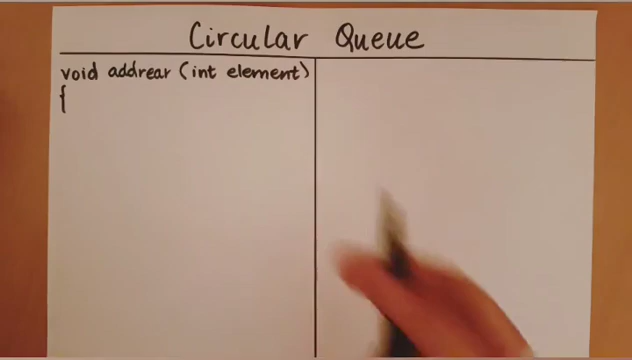 Circular Queue
void addrear (int element)
{